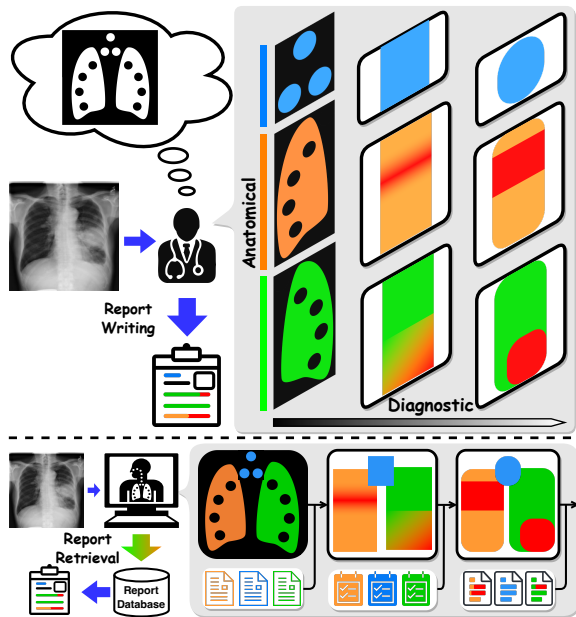 Anatomical
Report
Writing
Diagnostic
Report
Retrieval
Report
Database